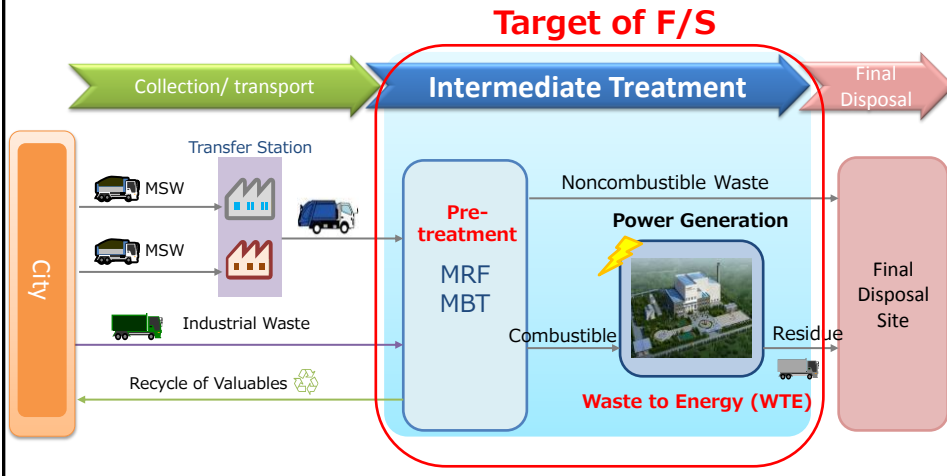 Target of F/S
Collection/ transport
Intermediate Treatment
Final
Disposal
City
Transfer Station
MSW
MSW
Industrial Waste
Recycle of Valuables
Pre-
treatment
MRF
MBT
Noncombustible Waste
Power Generation
Combustible
Residue
Waste to Energy (WTE)
Final
Disposal
Site